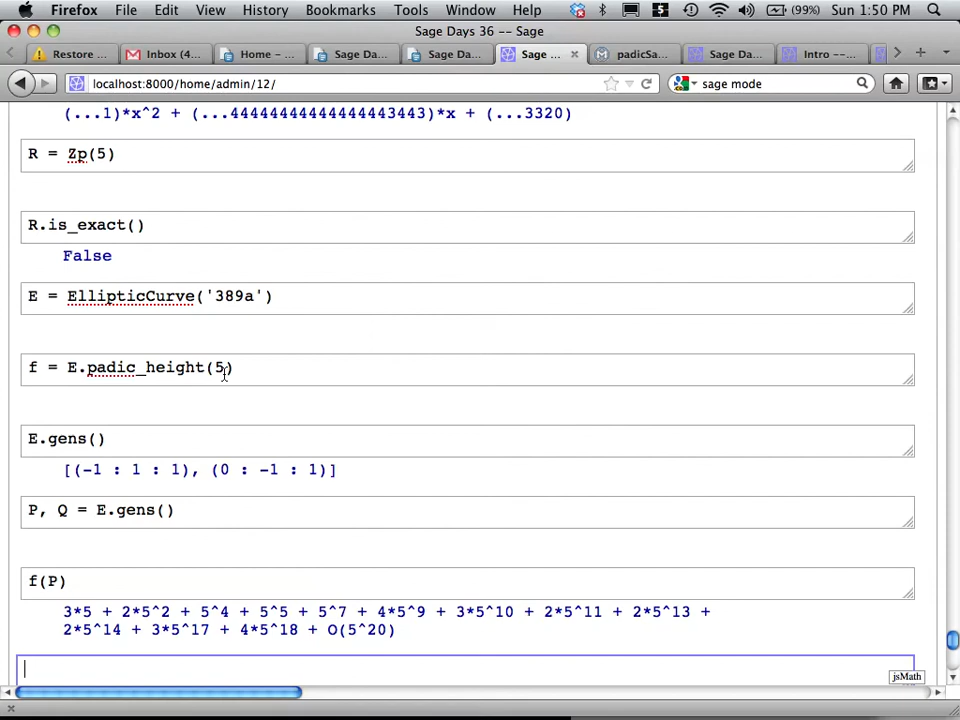 Firefox File Edit View History Bookmarks Tools Window Help (99%) Sun 1:50 PM
Sage Days 36 -- Sage
Restore ... Inbox (4... Home - ... Sage Da... Sage Da... Sage ... padicSa... Sage Da... Intro --...
localhost:8000/home/admin/12/ sage mode
(...1)*x^2 + (...44444444444444443443)*x + (...3320)
R = Zp(5)
R.is_exact()
False
E = EllipticCurve('389a')
f = E.padic_height(5)
E.gens()
[(-1 : 1 : 1), (0 : -1 : 1)]
P, Q = E.gens()
f(P)
3*5 + 2*5^2 + 5^4 + 5^5 + 5^7 + 4*5^9 + 3*5^10 + 2*5^11 + 2*5^13 +
2*5^14 + 3*5^17 + 4*5^18 + O(5^20)
jsMath